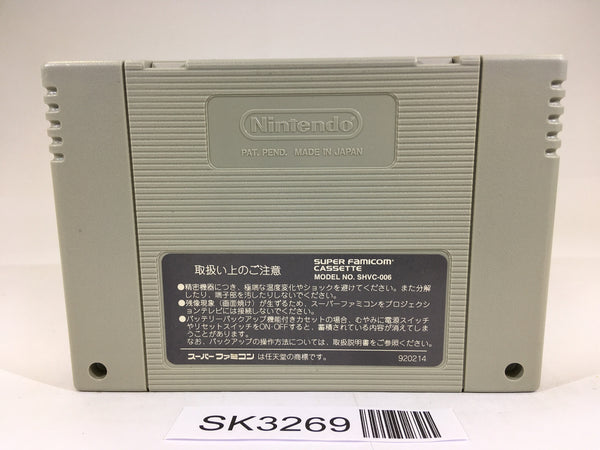 Nintendo
PAT. PEND. MADE IN JAPAN
取扱い上のご注意
SUPER FAMICOM
CASSETTE
MODEL NO. SHVC-006
●精密機器につき、極端な温度変化やショックを避けてください。また分解
したり、端子部を汚したりしないでください。
●残像現象（画面焼け）が生ずるため、スーパーファミコンをプロジェクシ
ョンテレビには接続しないでください。
●バッテリーバックアップ機能付きカセットの場合、むやみに電源スイッチ
やリセットスイッチをON・OFFすると、蓄積されている内容が消えてしま
うことがあります。
なお、バックアップの操作方法については、取扱説明書をご参照ください。
スーパーファミコン は任天堂の商標です。
920214
SK3269